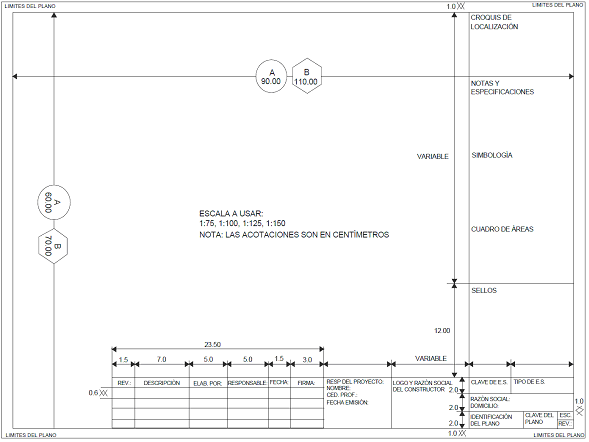 LIMITES DEL PLANO
1.0
LIMITES DEL PLANO
CROQUIS DE
LOCALIZACIÓN
A
90.00
B
110.00
NOTAS Y
ESPECIFICACIONES
VARIABLE
SIMBOLOGÍA
A
60.00
B
70.00
ESCALA A USAR:
1:75, 1:100, 1:125, 1:150
NOTA: LAS ACOTACIONES SON EN CENTÍMETROS
CUADRO DE ÁREAS
SELLOS
12.00
23.50
1.5
7.0
5.0
5.0
1.5
3.0
VARIABLE
REV.:
DESCRIPCIÓN
ELAB. POR:
RESPONSABLE:
FECHA:
FIRMA:
0.6
RESP DEL PROYECTO:
NOMBRE:
CED. PROF.:
FECHA EMISIÓN:
LOGO Y RAZÓN SOCIAL
DEL CONSTRUCTOR
2.0
2.0
2.0
CLAVE DE E.S.
TIPO DE E.S.
RAZÓN SOCIAL:
DOMICILIO:
1.0
IDENTIFICACIÓN
DEL PLANO
CLAVE DEL
PLANO
ESC.
REV.:
LIMITES DEL PLANO
1.0
LIMITES DEL PLANO